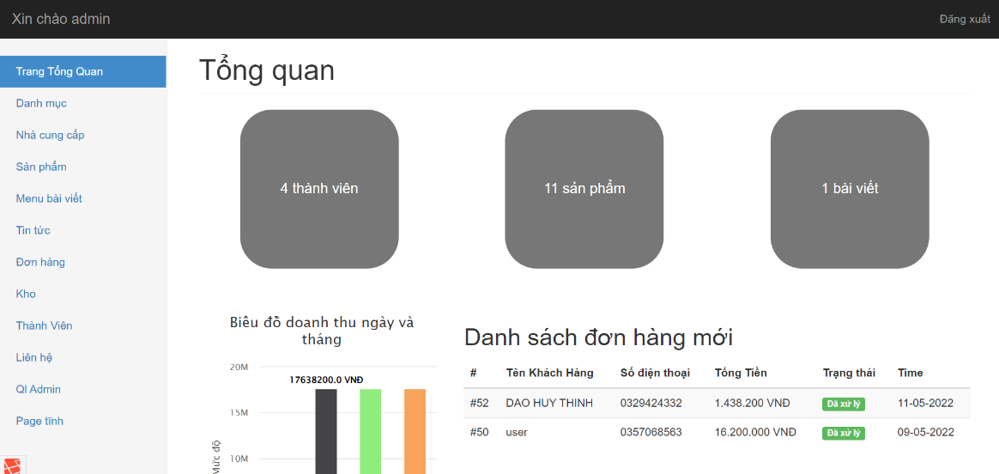 Xin chào admin
Đăng xuất
Trang Tổng Quan
Danh mục
Nhà cung cấp
Sản phẩm
Menu bài viết
Tin tức
Đơn hàng
Kho
Thành Viên
Liên hệ
Ql Admin
Page tĩnh
Tổng quan
4 thành viên
11 sản phẩm
1 bài viết
Biểu đồ doanh thu ngày và
tháng
20M
17638200.0 VNĐ
15M
10M
Mức độ
Danh sách đơn hàng mới
# Tên Khách Hàng Số điện thoại Tổng Tiền Trạng thái Time
#52 DAO HUY THINH 0329424332 1.438.200 VNĐ Đã xử lý 11-05-2022
#50 user 0357068563 16.200.000 VNĐ Đã xử lý 09-05-2022